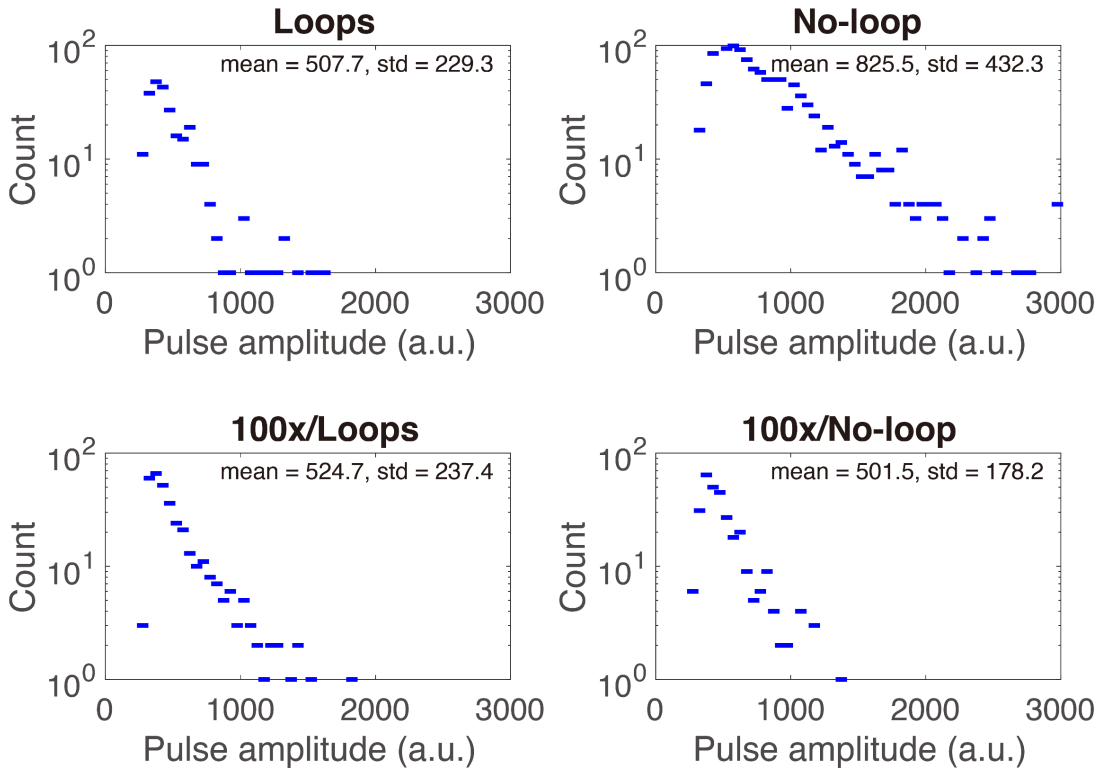 Loops
mean = 507.7, std = 229.3
10^2
10^1
10^0
Count
0 1000 2000 3000
Pulse amplitude (a.u.)
No-loop
mean = 825.5, std = 432.3
10^2
10^1
10^0
Count
0 1000 2000 3000
Pulse amplitude (a.u.)
100x/Loops
mean = 524.7, std = 237.4
10^2
10^1
10^0
Count
0 1000 2000 3000
Pulse amplitude (a.u.)
100x/No-loop
mean = 501.5, std = 178.2
10^2
10^1
10^0
Count
0 1000 2000 3000
Pulse amplitude (a.u.)